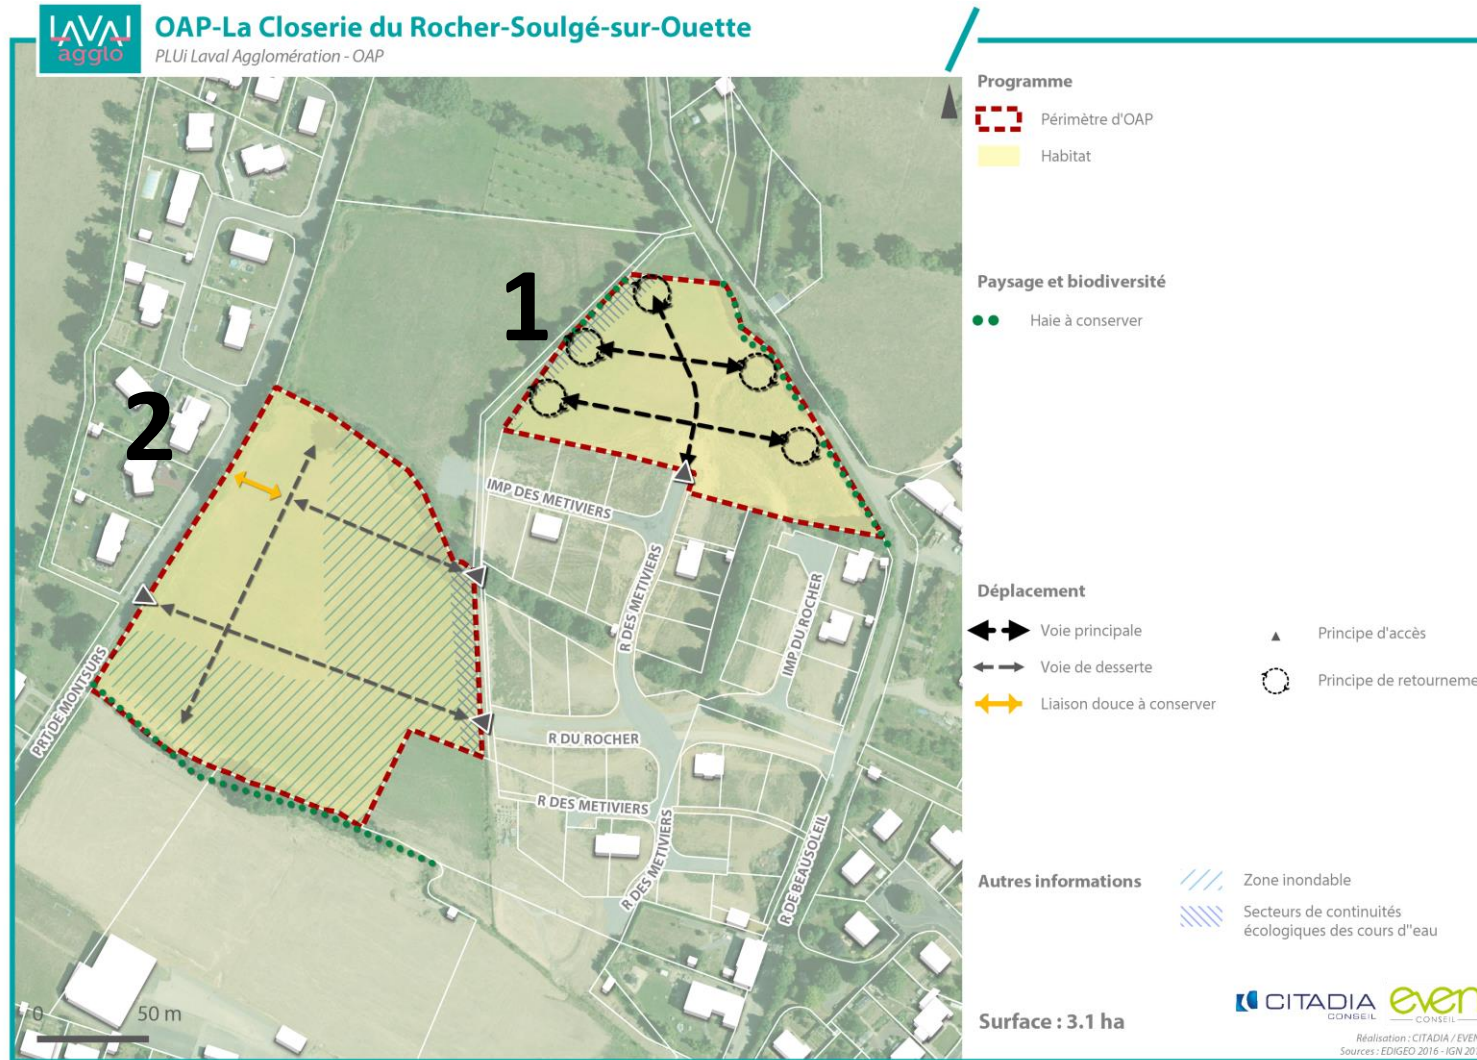 LAVAL
agglo
OAP-La Closerie du Rocher-Soulgé-sur-Ouette
PLUi Laval Agglomération - OAP
Programme
Périmètre d'OAP
Habitat
Paysage et biodiversité
Haie à conserver
1
2
IMP DES METIVIERS
R DES METIVIERS
IMP DU ROCHER
PRT DE MONTSURS
R DU ROCHER
R DES METIVIERS
R DES METIVIERS
R DE BEAUSOLEIL
Déplacement
Voie principale
Principe d'accès
Voie de desserte
Principe de retourneme
Liaison douce à conserver
Autres informations
Zone inondable
Secteurs de continuités
écologiques des cours d"eau
0
50 m
Surface : 3.1 ha
CITADIA
CONSEIL
even
CONSEIL
Réalisation : CITADIA / EVEN
Sources : EDIGEO 2016 - IGN 201